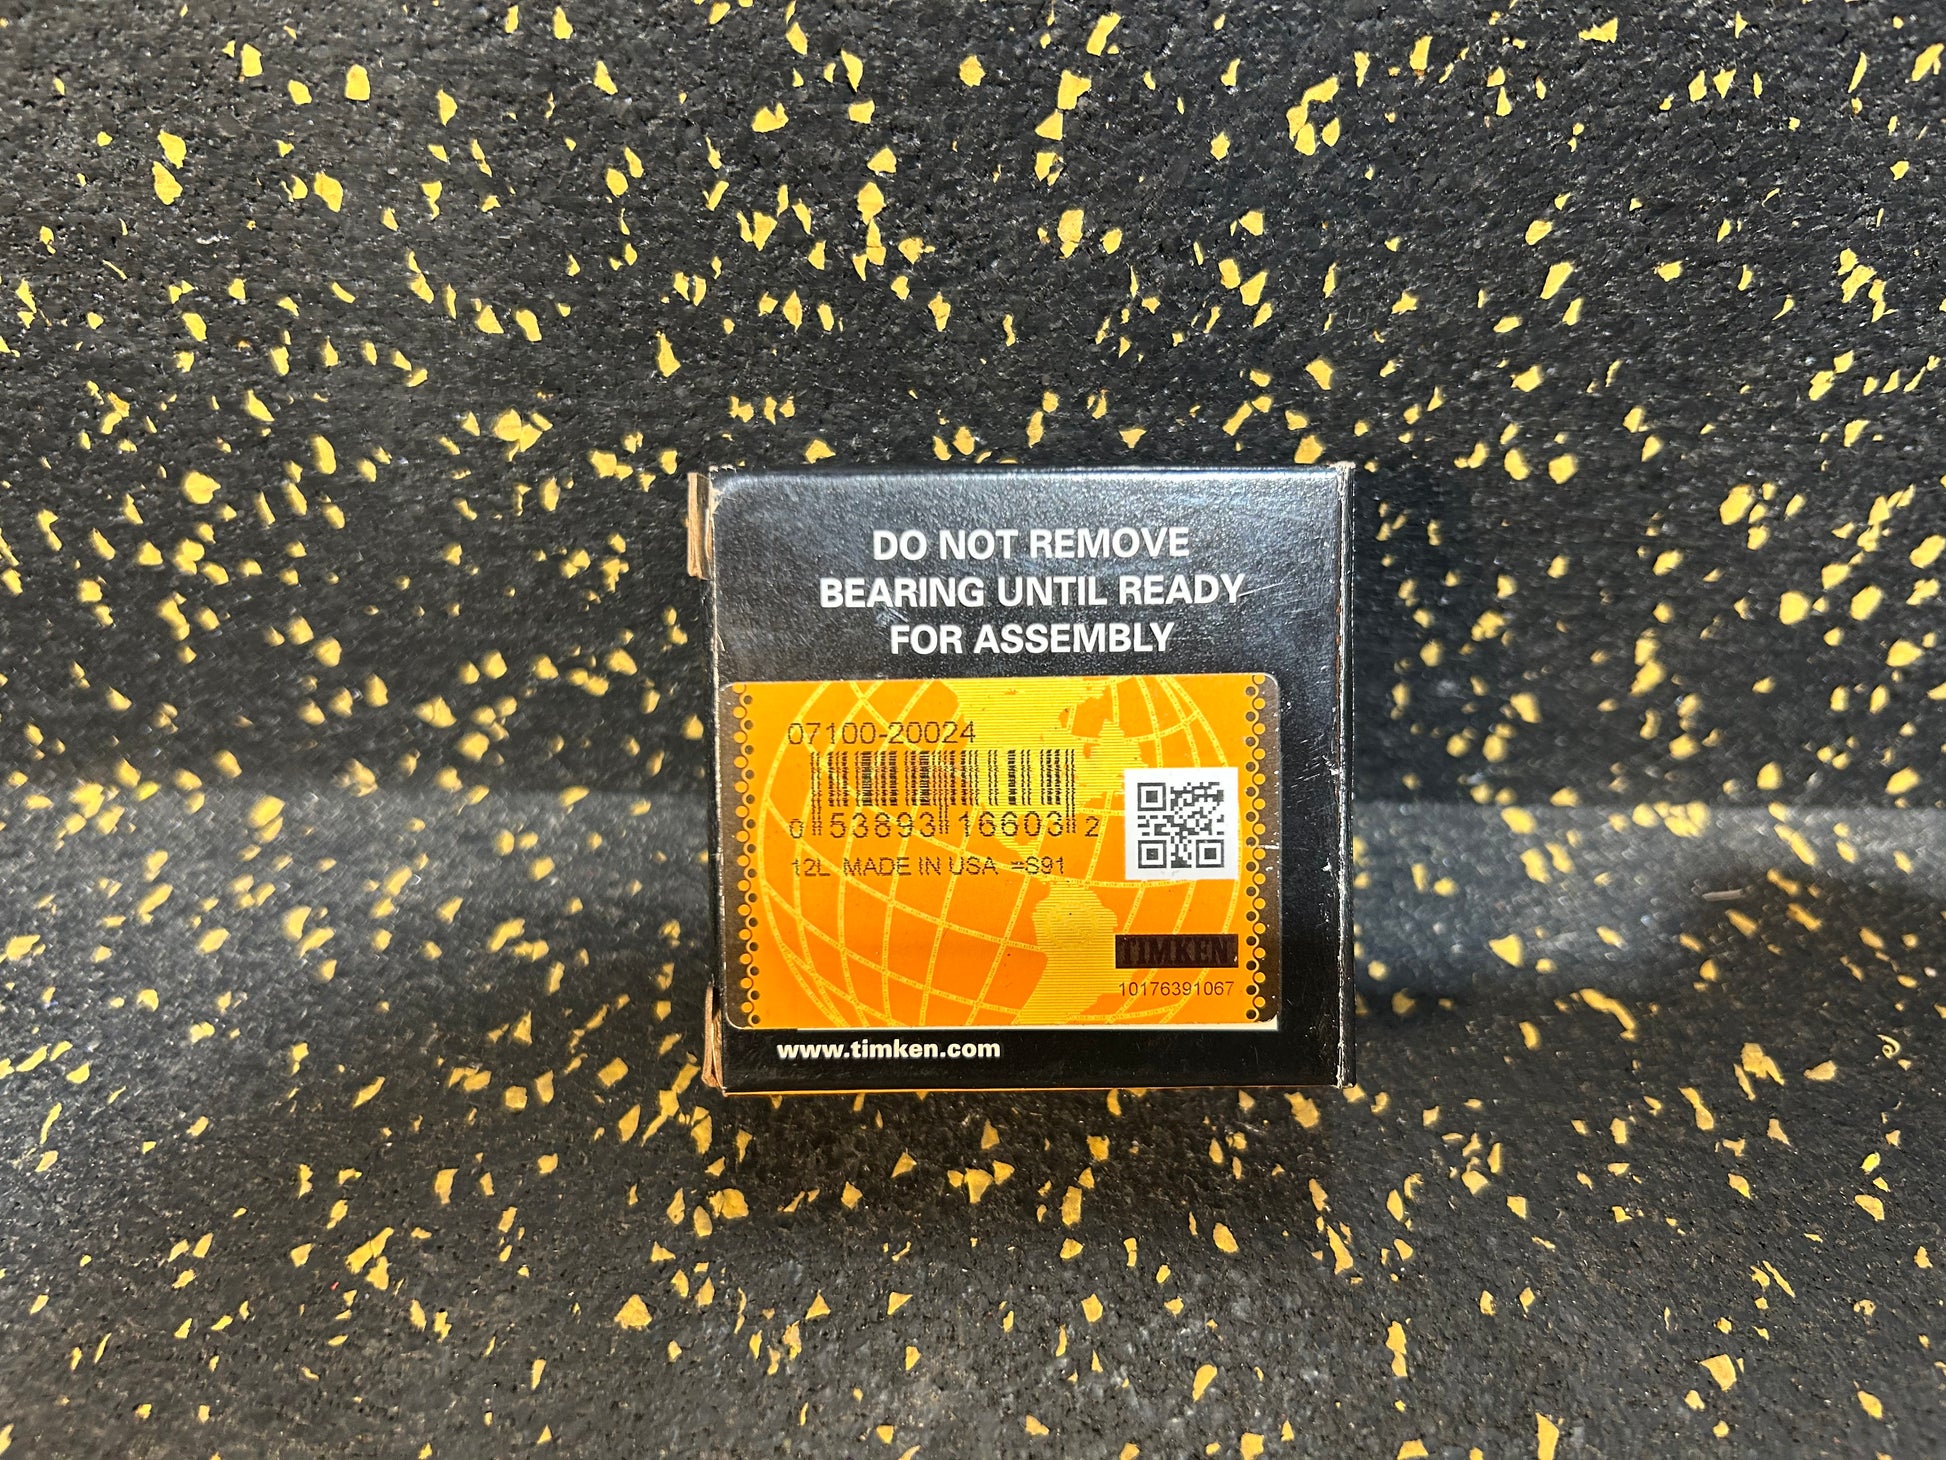 DO NOT REMOVE
BEARING UNTIL READY
FOR ASSEMBLY
07100-20024
0 53893 16603 2
12L MADE IN USA S91
TIMKEN
10176391067
www.timken.com